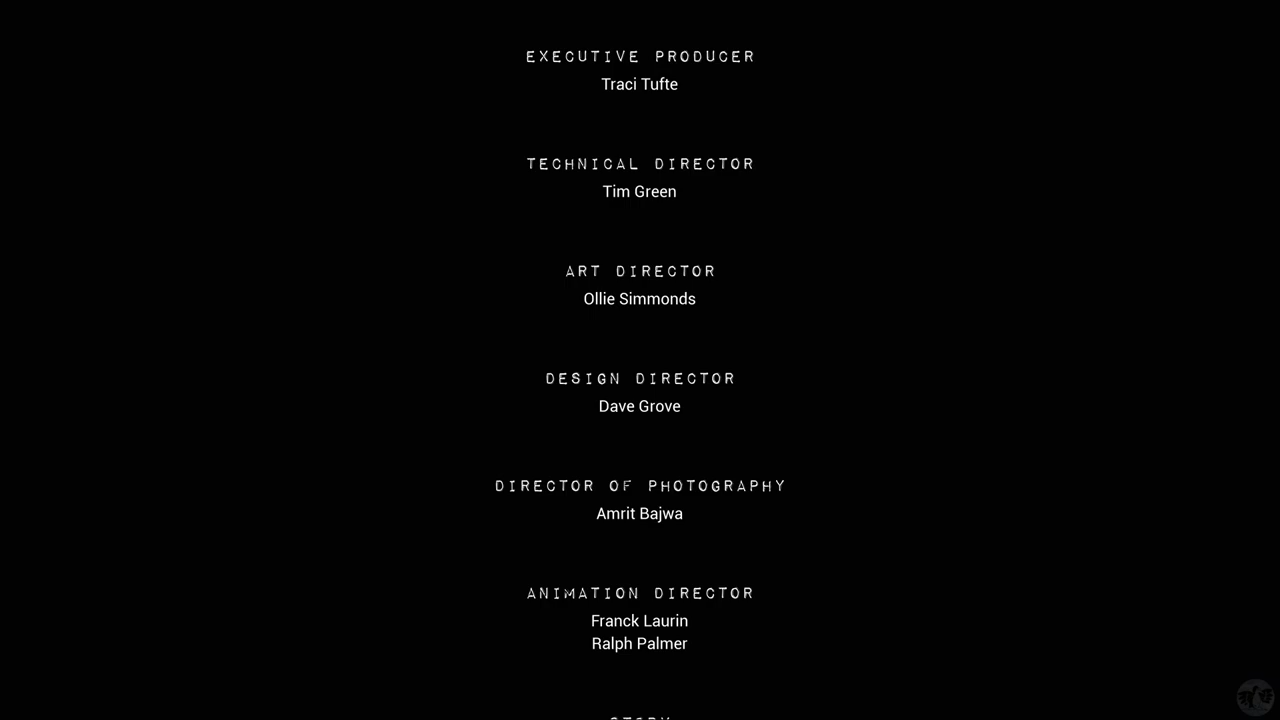 EXECUTIVE PRODUCER
Traci Tufte
TECHNICAL DIRECTOR
Tim Green
ART DIRECTOR
Ollie Simmonds
DESIGN DIRECTOR
Dave Grove
DIRECTOR OF PHOTOGRAPHY
Amrit Bajwa
ANIMATION DIRECTOR
Franck Laurin
Ralph Palmer